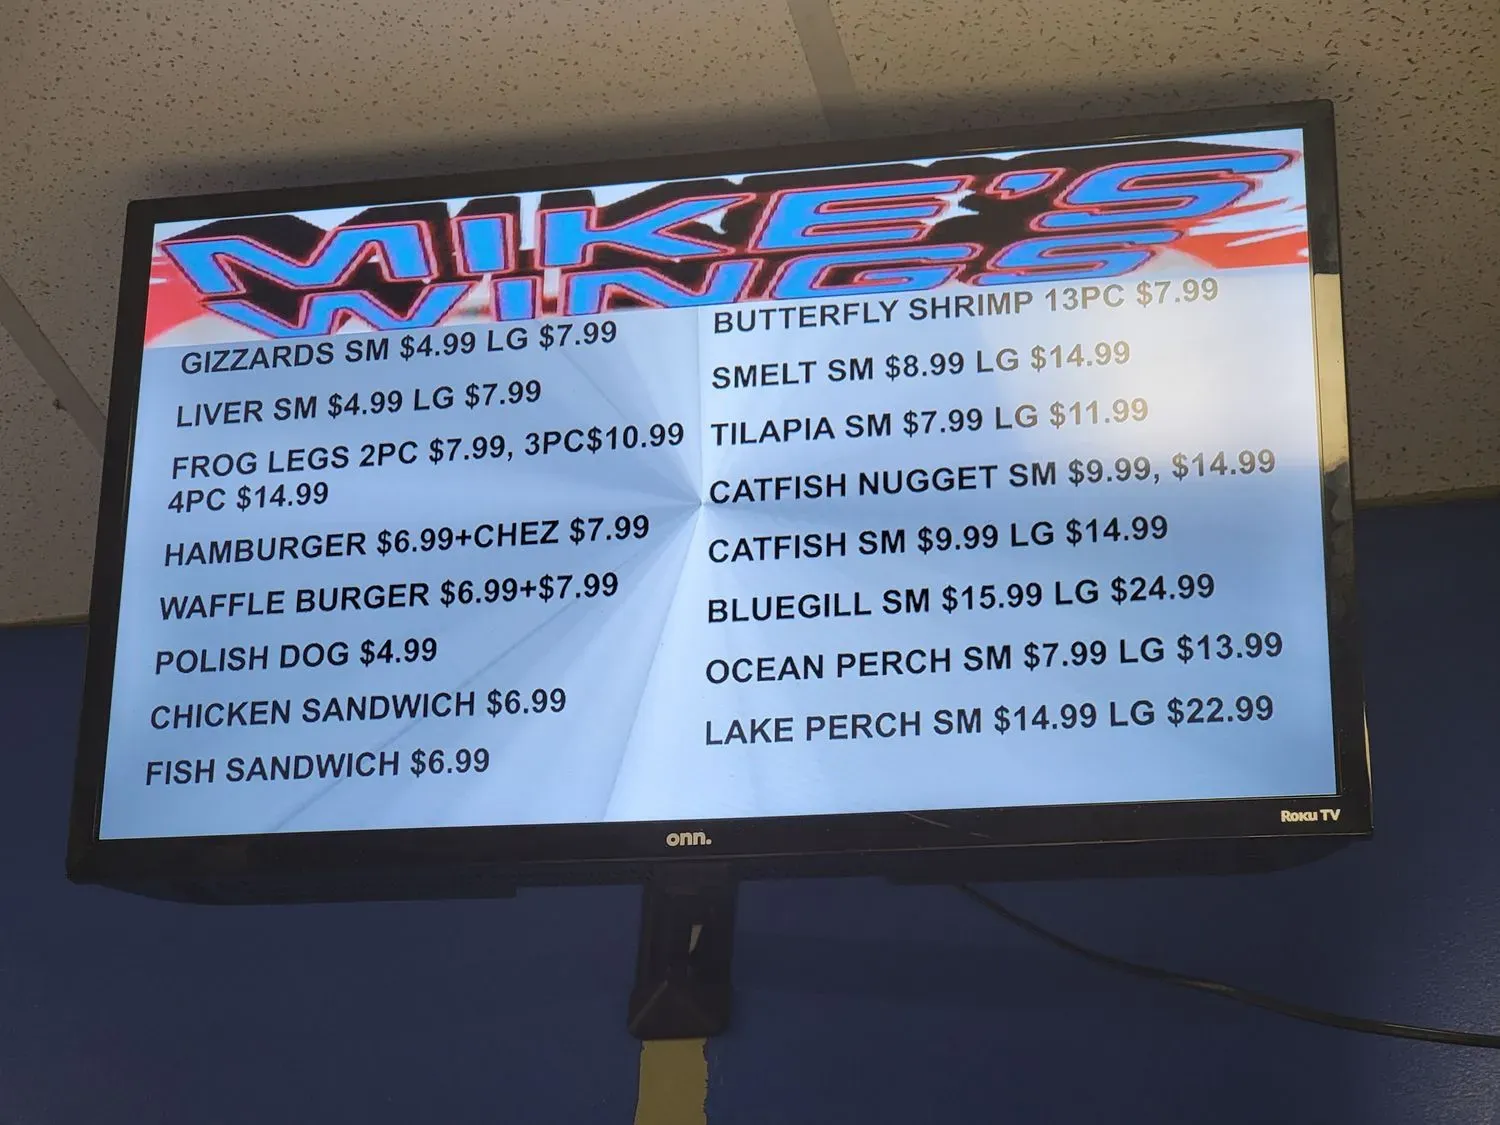 MIKE'S
WINGS
GIZZARDS SM $4.99 LG $7.99
LIVER SM $4.99 LG $7.99
FROG LEGS 2PC $7.99, 3PC$10.99
4PC $14.99
HAMBURGER $6.99+CHEZ $7.99
WAFFLE BURGER $6.99+$7.99
POLISH DOG $4.99
CHICKEN SANDWICH $6.99
FISH SANDWICH $6.99
BUTTERFLY SHRIMP 13PC $7.99
SMELT SM $8.99 LG $14.99
TILAPIA SM $7.99 LG $11.99
CATFISH NUGGET SM $9.99, $14.99
CATFISH SM $9.99 LG $14.99
BLUEGILL SM $15.99 LG $24.99
OCEAN PERCH SM $7.99 LG $13.99
LAKE PERCH SM $14.99 LG $22.99
onn.
Roku TV